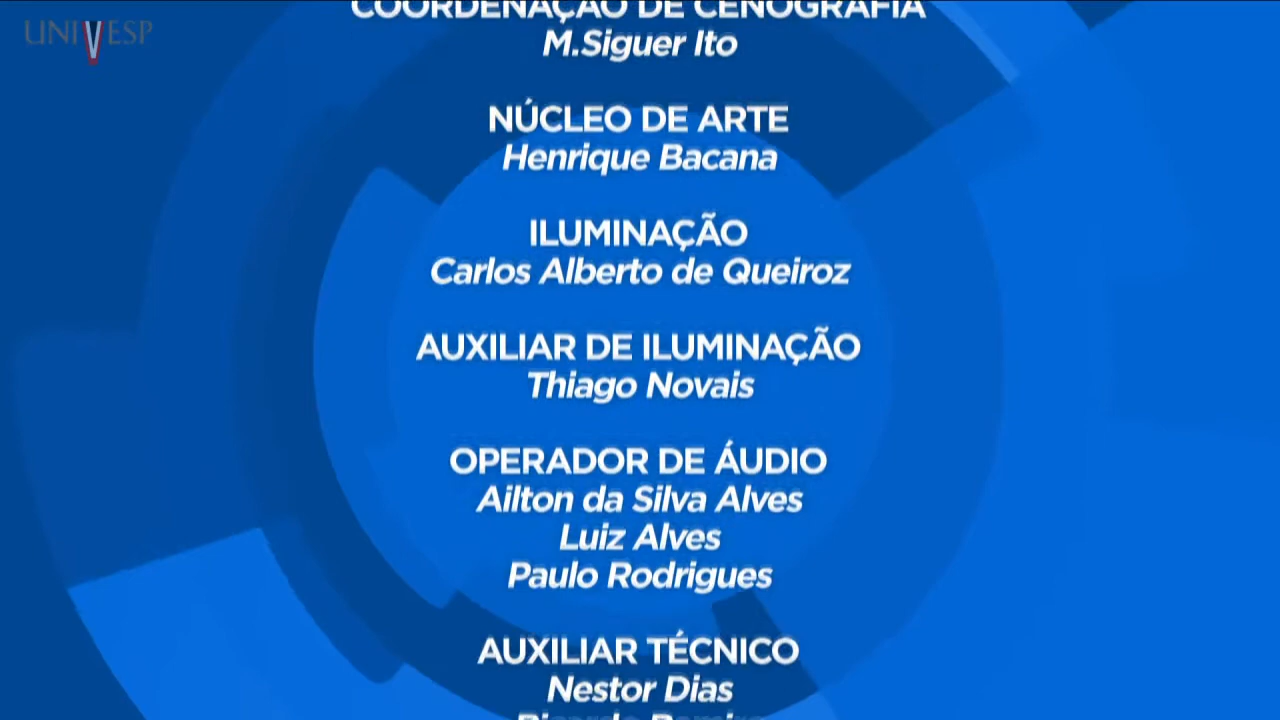 UNIVESP
COORDENAÇÃO DE CENOGRAFIA
M.Siguer Ito
NÚCLEO DE ARTE
Henrique Bacana
ILUMINAÇÃO
Carlos Alberto de Queiroz
AUXILIAR DE ILUMINAÇÃO
Thiago Novais
OPERADOR DE ÁUDIO
Ailton da Silva Alves
Luiz Alves
Paulo Rodrigues
AUXILIAR TÉCNICO
Nestor Dias